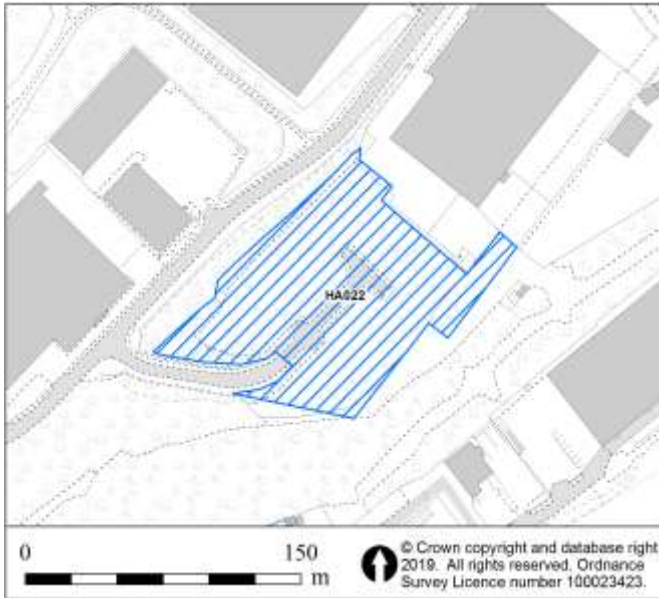 HA022
0 150
m
© Crown copyright and database right
2019. All rights reserved. Ordnance
Survey Licence number 100023423.